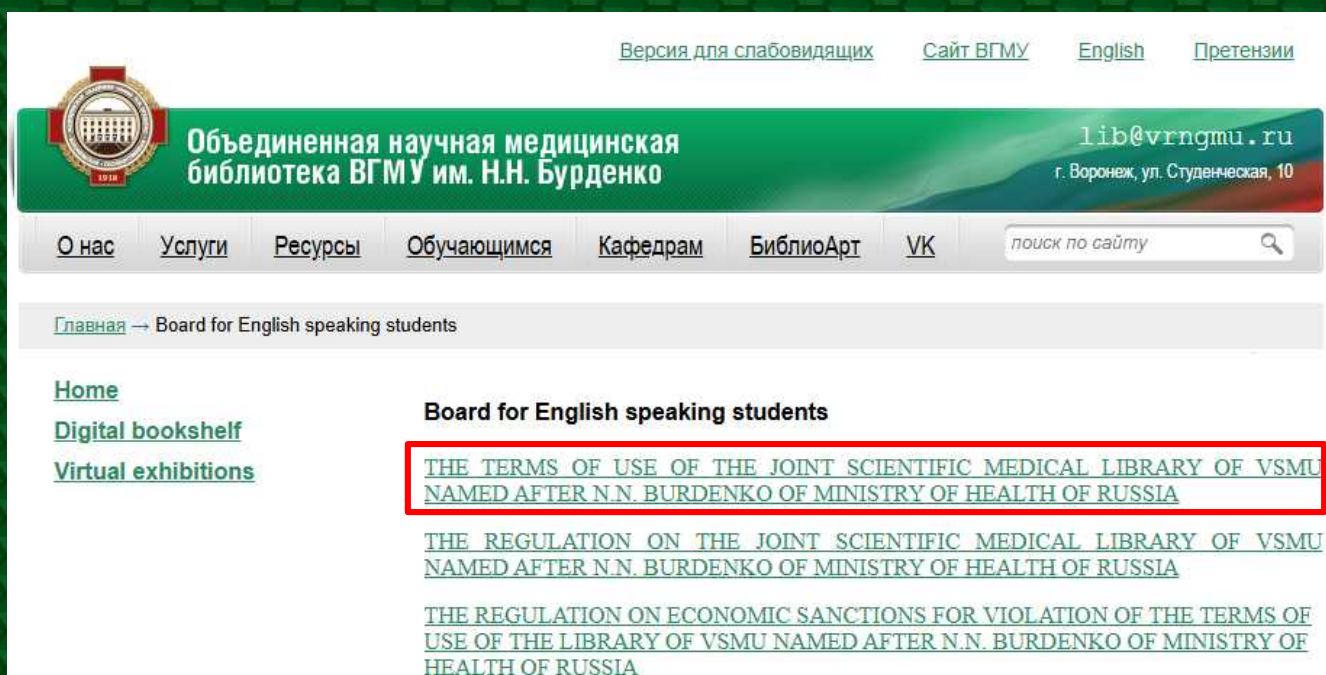 Версия для слабовидящих Сайт ВГМУ English Претензии
Объединенная научная медицинская
библиотека ВГМУ им. Н.Н. Бурденко
lib@vrngmu.ru
г. Воронеж, ул. Студенческая, 10
1918
О нас Услуги Ресурсы Обучающимся Кафедрам БиблиоАрт VK поиск по сайту
Главная → Board for English speaking students
Home
Digital bookshelf
Virtual exhibitions
Board for English speaking students
THE TERMS OF USE OF THE JOINT SCIENTIFIC MEDICAL LIBRARY OF VSMU
NAMED AFTER N.N. BURDENKO OF MINISTRY OF HEALTH OF RUSSIA
THE REGULATION ON THE JOINT SCIENTIFIC MEDICAL LIBRARY OF VSMU
NAMED AFTER N.N. BURDENKO OF MINISTRY OF HEALTH OF RUSSIA
THE REGULATION ON ECONOMIC SANCTIONS FOR VIOLATION OF THE TERMS OF
USE OF THE LIBRARY OF VSMU NAMED AFTER N.N. BURDENKO OF MINISTRY OF
HEALTH OF RUSSIA